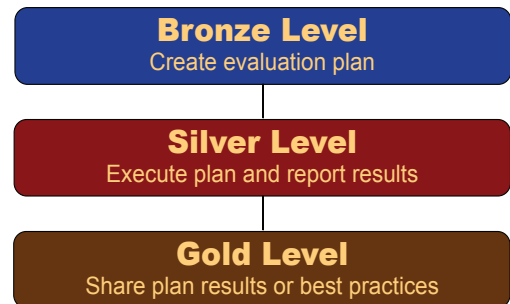 Bronze Level
Create evaluation plan
Silver Level
Execute plan and report results
Gold Level
Share plan results or best practices